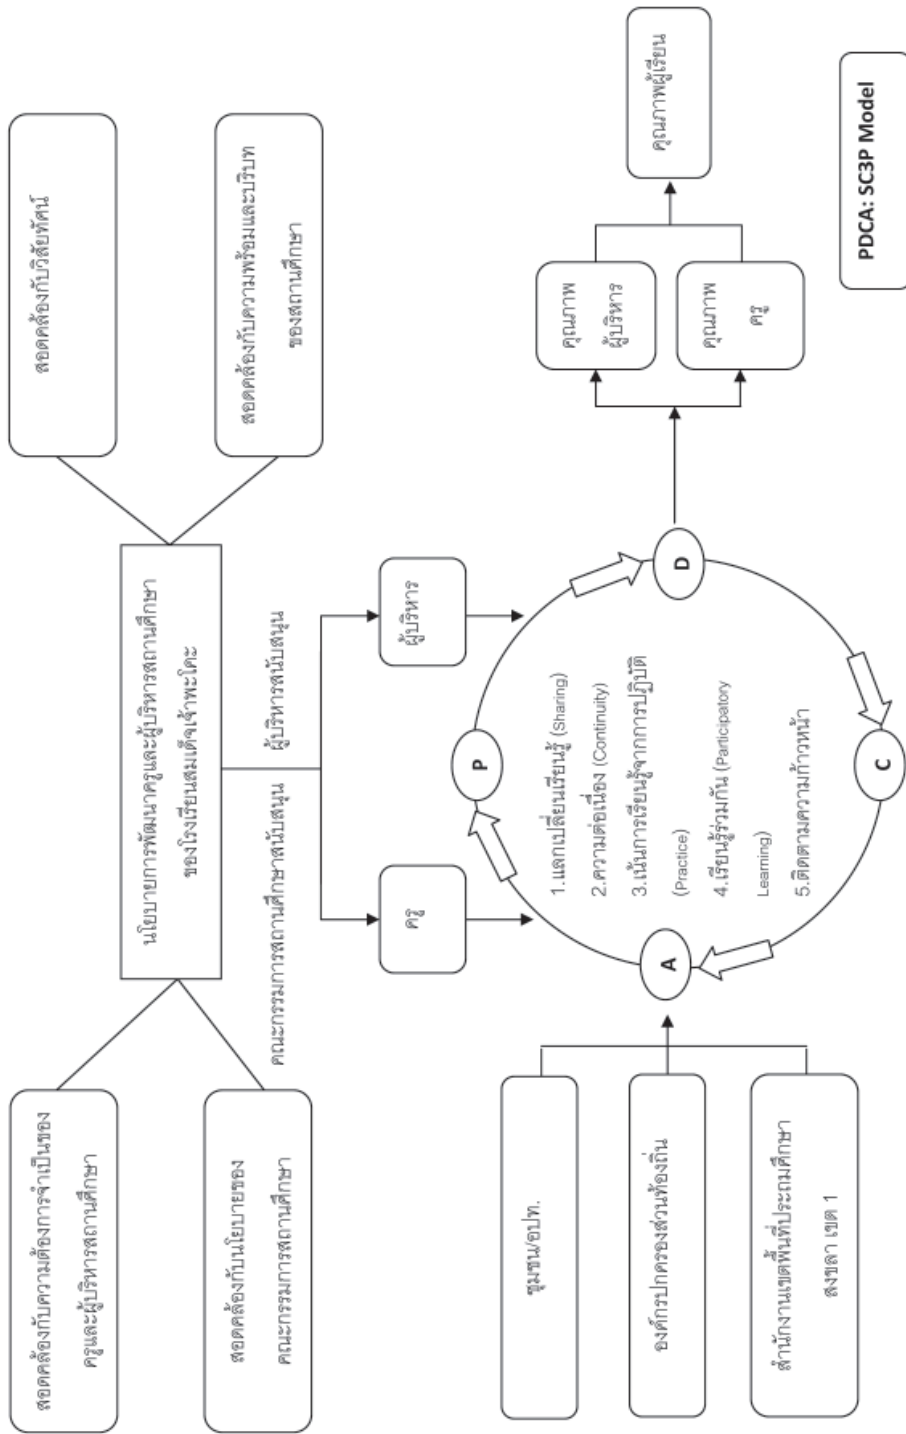 สอดคล้องกับความต้องการจำเป็นของ
ครูและผู้บริหารสถานศึกษา
สอดคล้องกับวิสัยทัศน์
นโยบายการพัฒนาครูและผู้บริหารสถานศึกษา
ของโรงเรียนสมเด็จเจ้าพะโคะ
สอดคล้องกับนโยบายของ
คณะกรรมการสถานศึกษา
สอดคล้องกับความพร้อมและบริบท
ของสถานศึกษา
คณะกรรมการสถานศึกษาสนับสนุน
ผู้บริหารสนับสนุน
ครู
ผู้บริหาร
P
1.แลกเปลี่ยนเรียนรู้ (Sharing)
2.ความต่อเนื่อง (Continuity)
3.เน้นการเรียนรู้จากการปฏิบัติ
(Practice)
4.เรียนรู้ร่วมกัน (Participatory
Learning)
5.ติดตามความก้าวหน้า
A
D
C
ชุมชน/อปท.
องค์กรปกครองส่วนท้องถิ่น
สำนักงานเขตพื้นที่ประถมศึกษา
สงขลา เขต 1
คุณภาพ
ผู้บริหาร
คุณภาพ
ครู
คุณภาพผู้เรียน
PDCA: SC3P Model